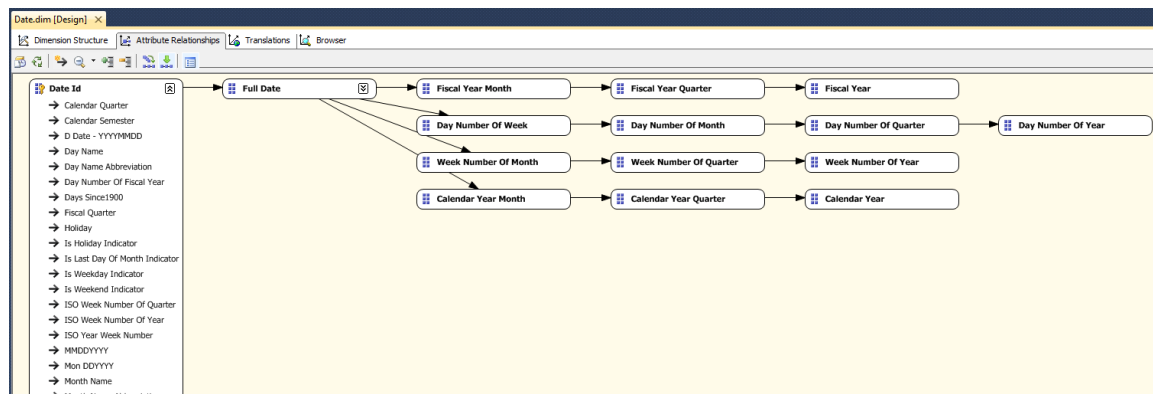 Date.dim [Design]
Dimension Structure Attribute Relationships Translations Browser
Date Id Full Date Fiscal Year Month Fiscal Year Quarter Fiscal Year
Calendar Quarter
Calendar Semester
Day Number Of Week Day Number Of Month Day Number Of Quarter Day Number Of Year
D Date - YYYYMMDD
Day Name
Week Number Of Month Week Number Of Quarter Week Number Of Year
Day Name Abbreviation
Day Number Of Fiscal Year
Days Since1900
Calendar Year Month Calendar Year Quarter Calendar Year
Fiscal Quarter
Holiday
Is Holiday Indicator
Is Last Day Of Month Indicator
Is Weekday Indicator
Is Weekend Indicator
ISO Week Number Of Quarter
ISO Week Number Of Year
ISO Year Week Number
MMDDYYYY
Mon DDYYYY
Month Name